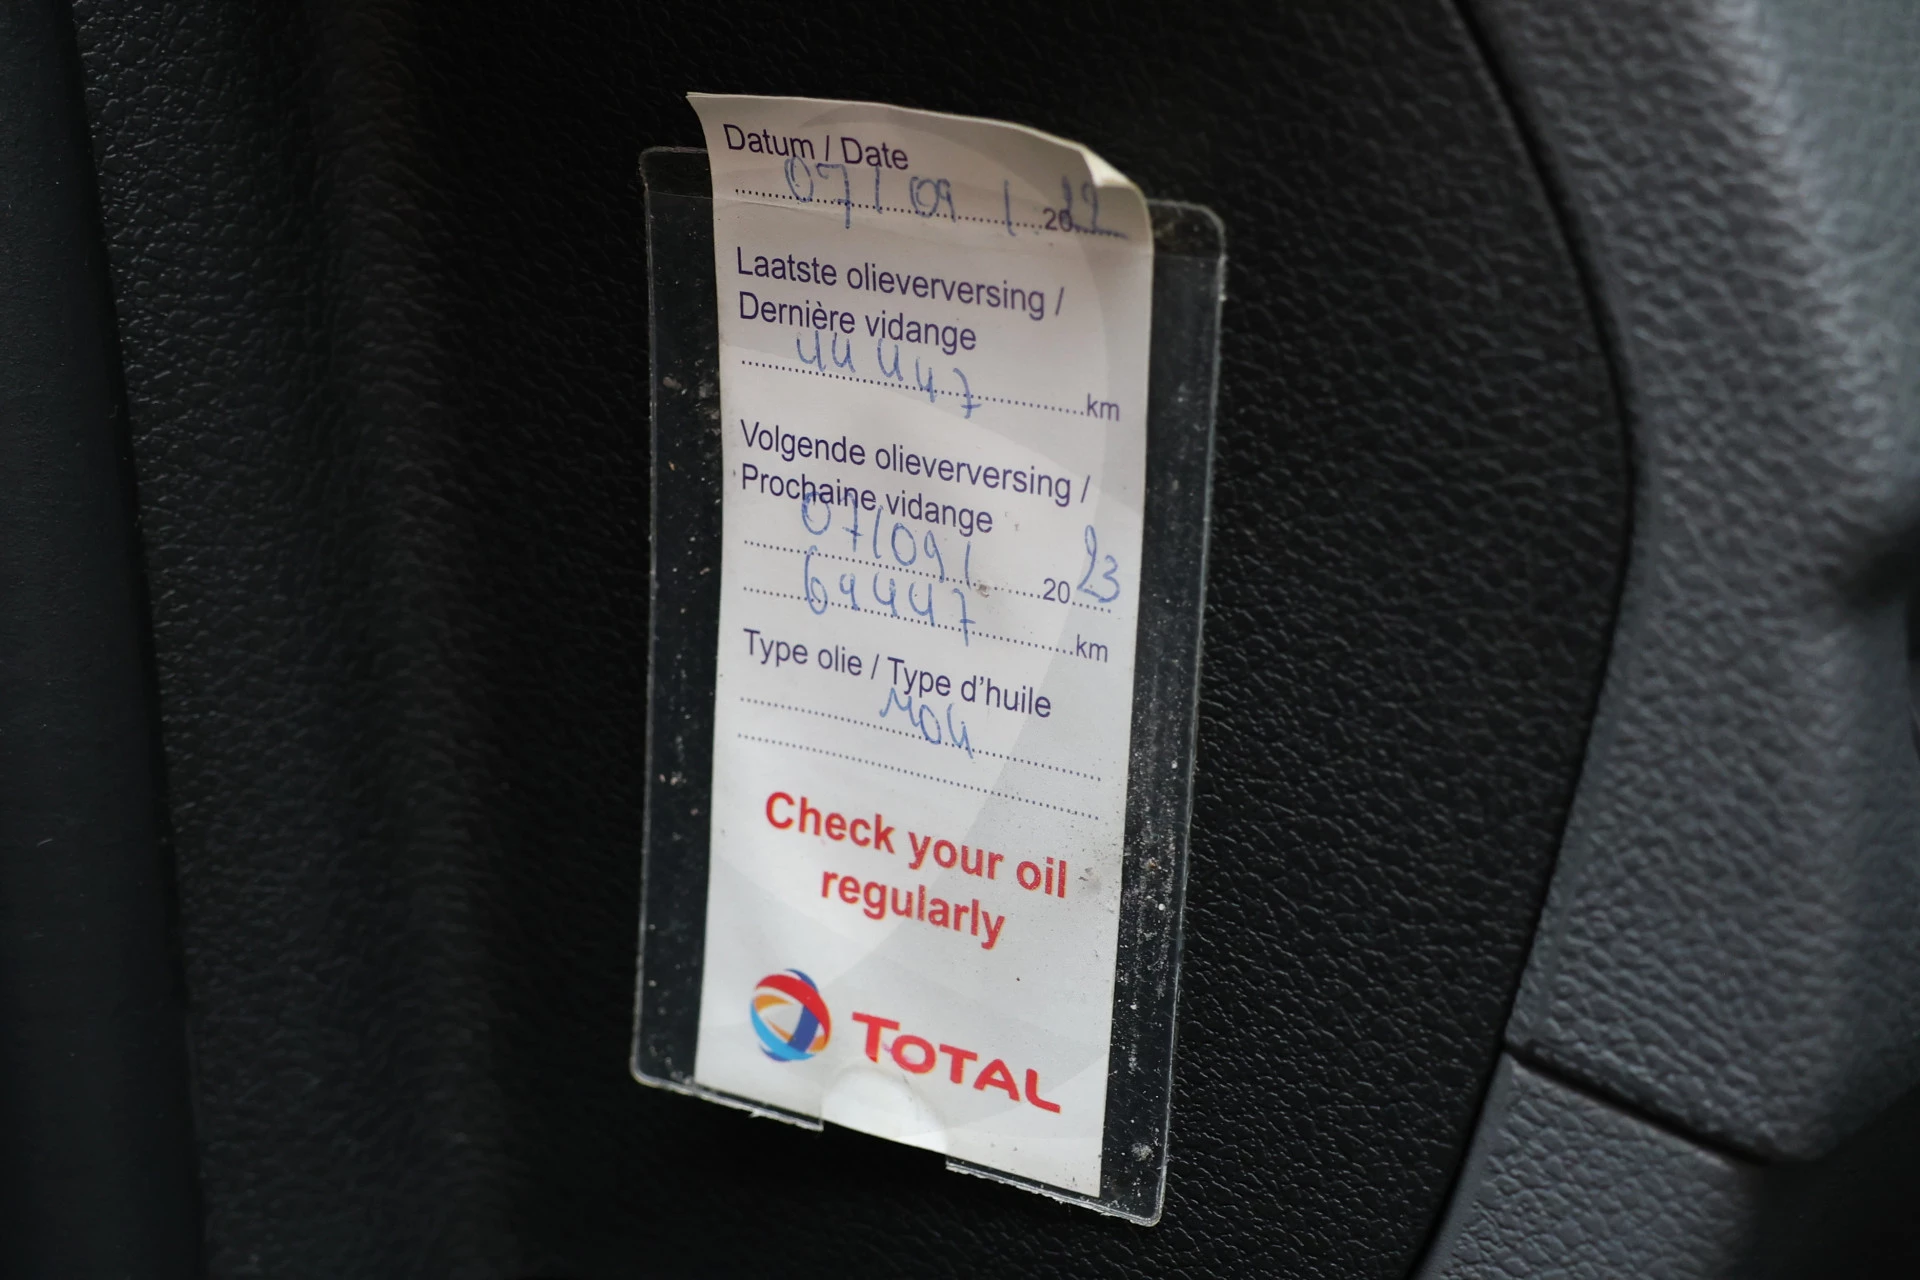 Datum / Date
07 / 09 / 2022
Laatste olieverversing /
Dernière vidange
44447 km
Volgende olieverversing /
Prochaine vidange
07/09/ 2023
64447 km
Type olie / Type d'huile
M04
Check your oil
regularly
TOTAL